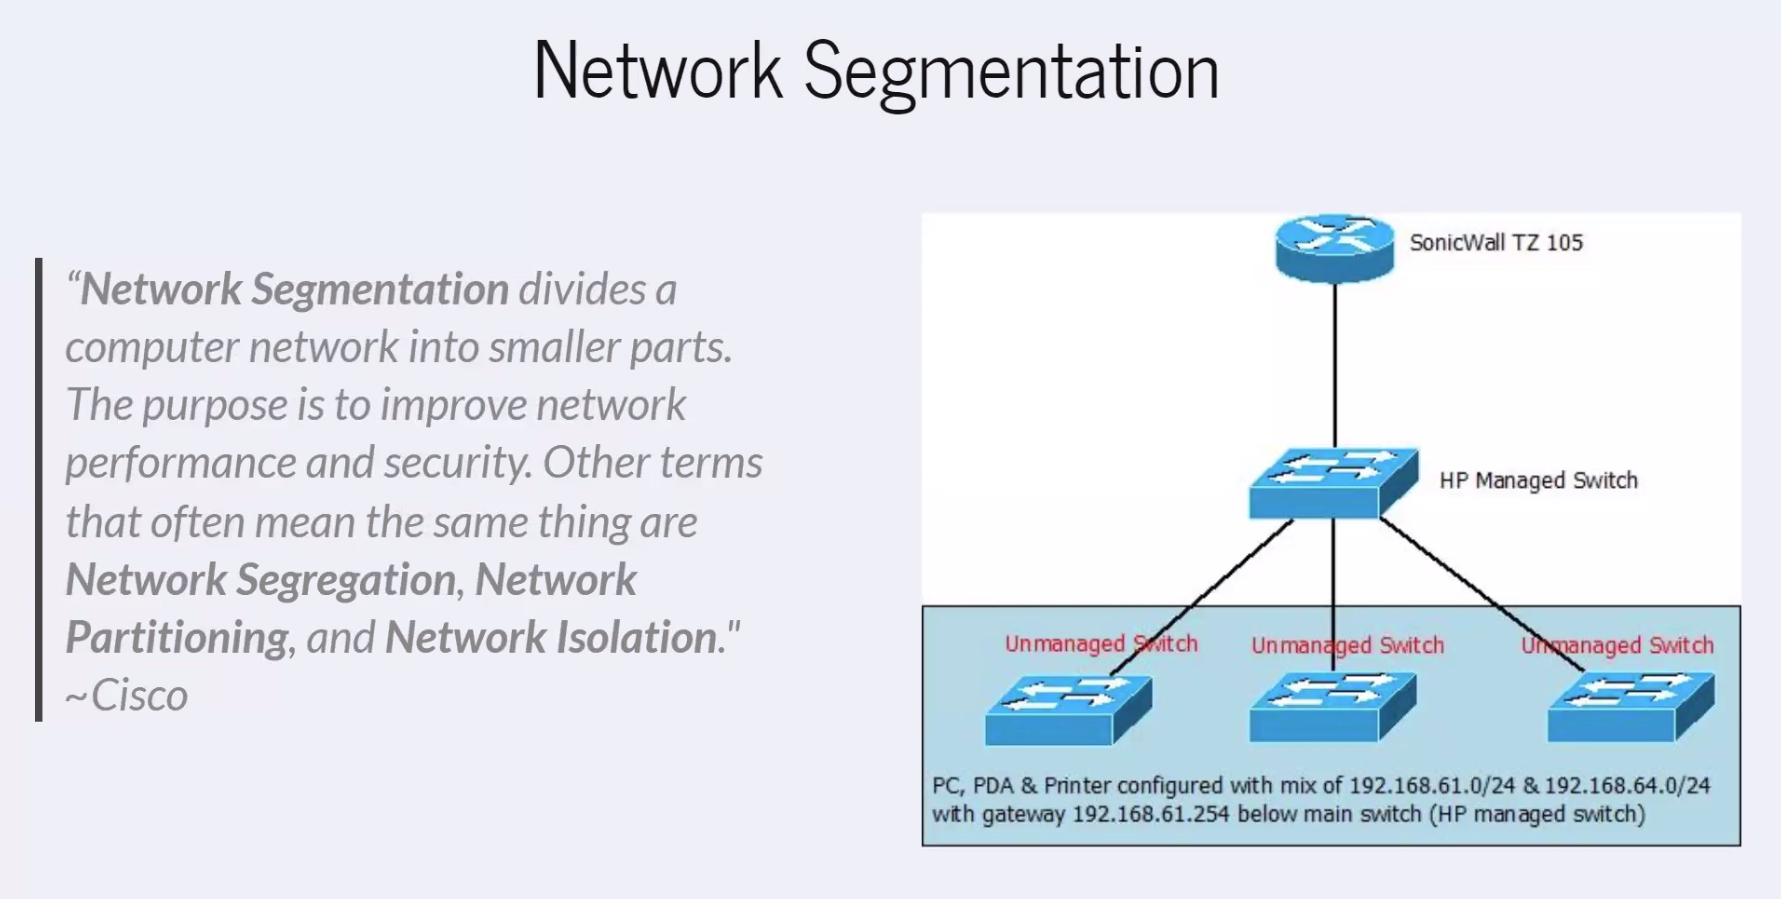 Network Segmentation
“Network Segmentation divides a
computer network into smaller parts.
The purpose is to improve network
performance and security. Other terms
that often mean the same thing are
Network Segregation, Network
Partitioning, and Network Isolation."
~Cisco
SonicWall TZ 105
HP Managed Switch
Unmanaged Switch
Unmanaged Switch
Unmanaged Switch
PC, PDA & Printer configured with mix of 192.168.61.0/24 & 192.168.64.0/24
with gateway 192.168.61.254 below main switch (HP managed switch)